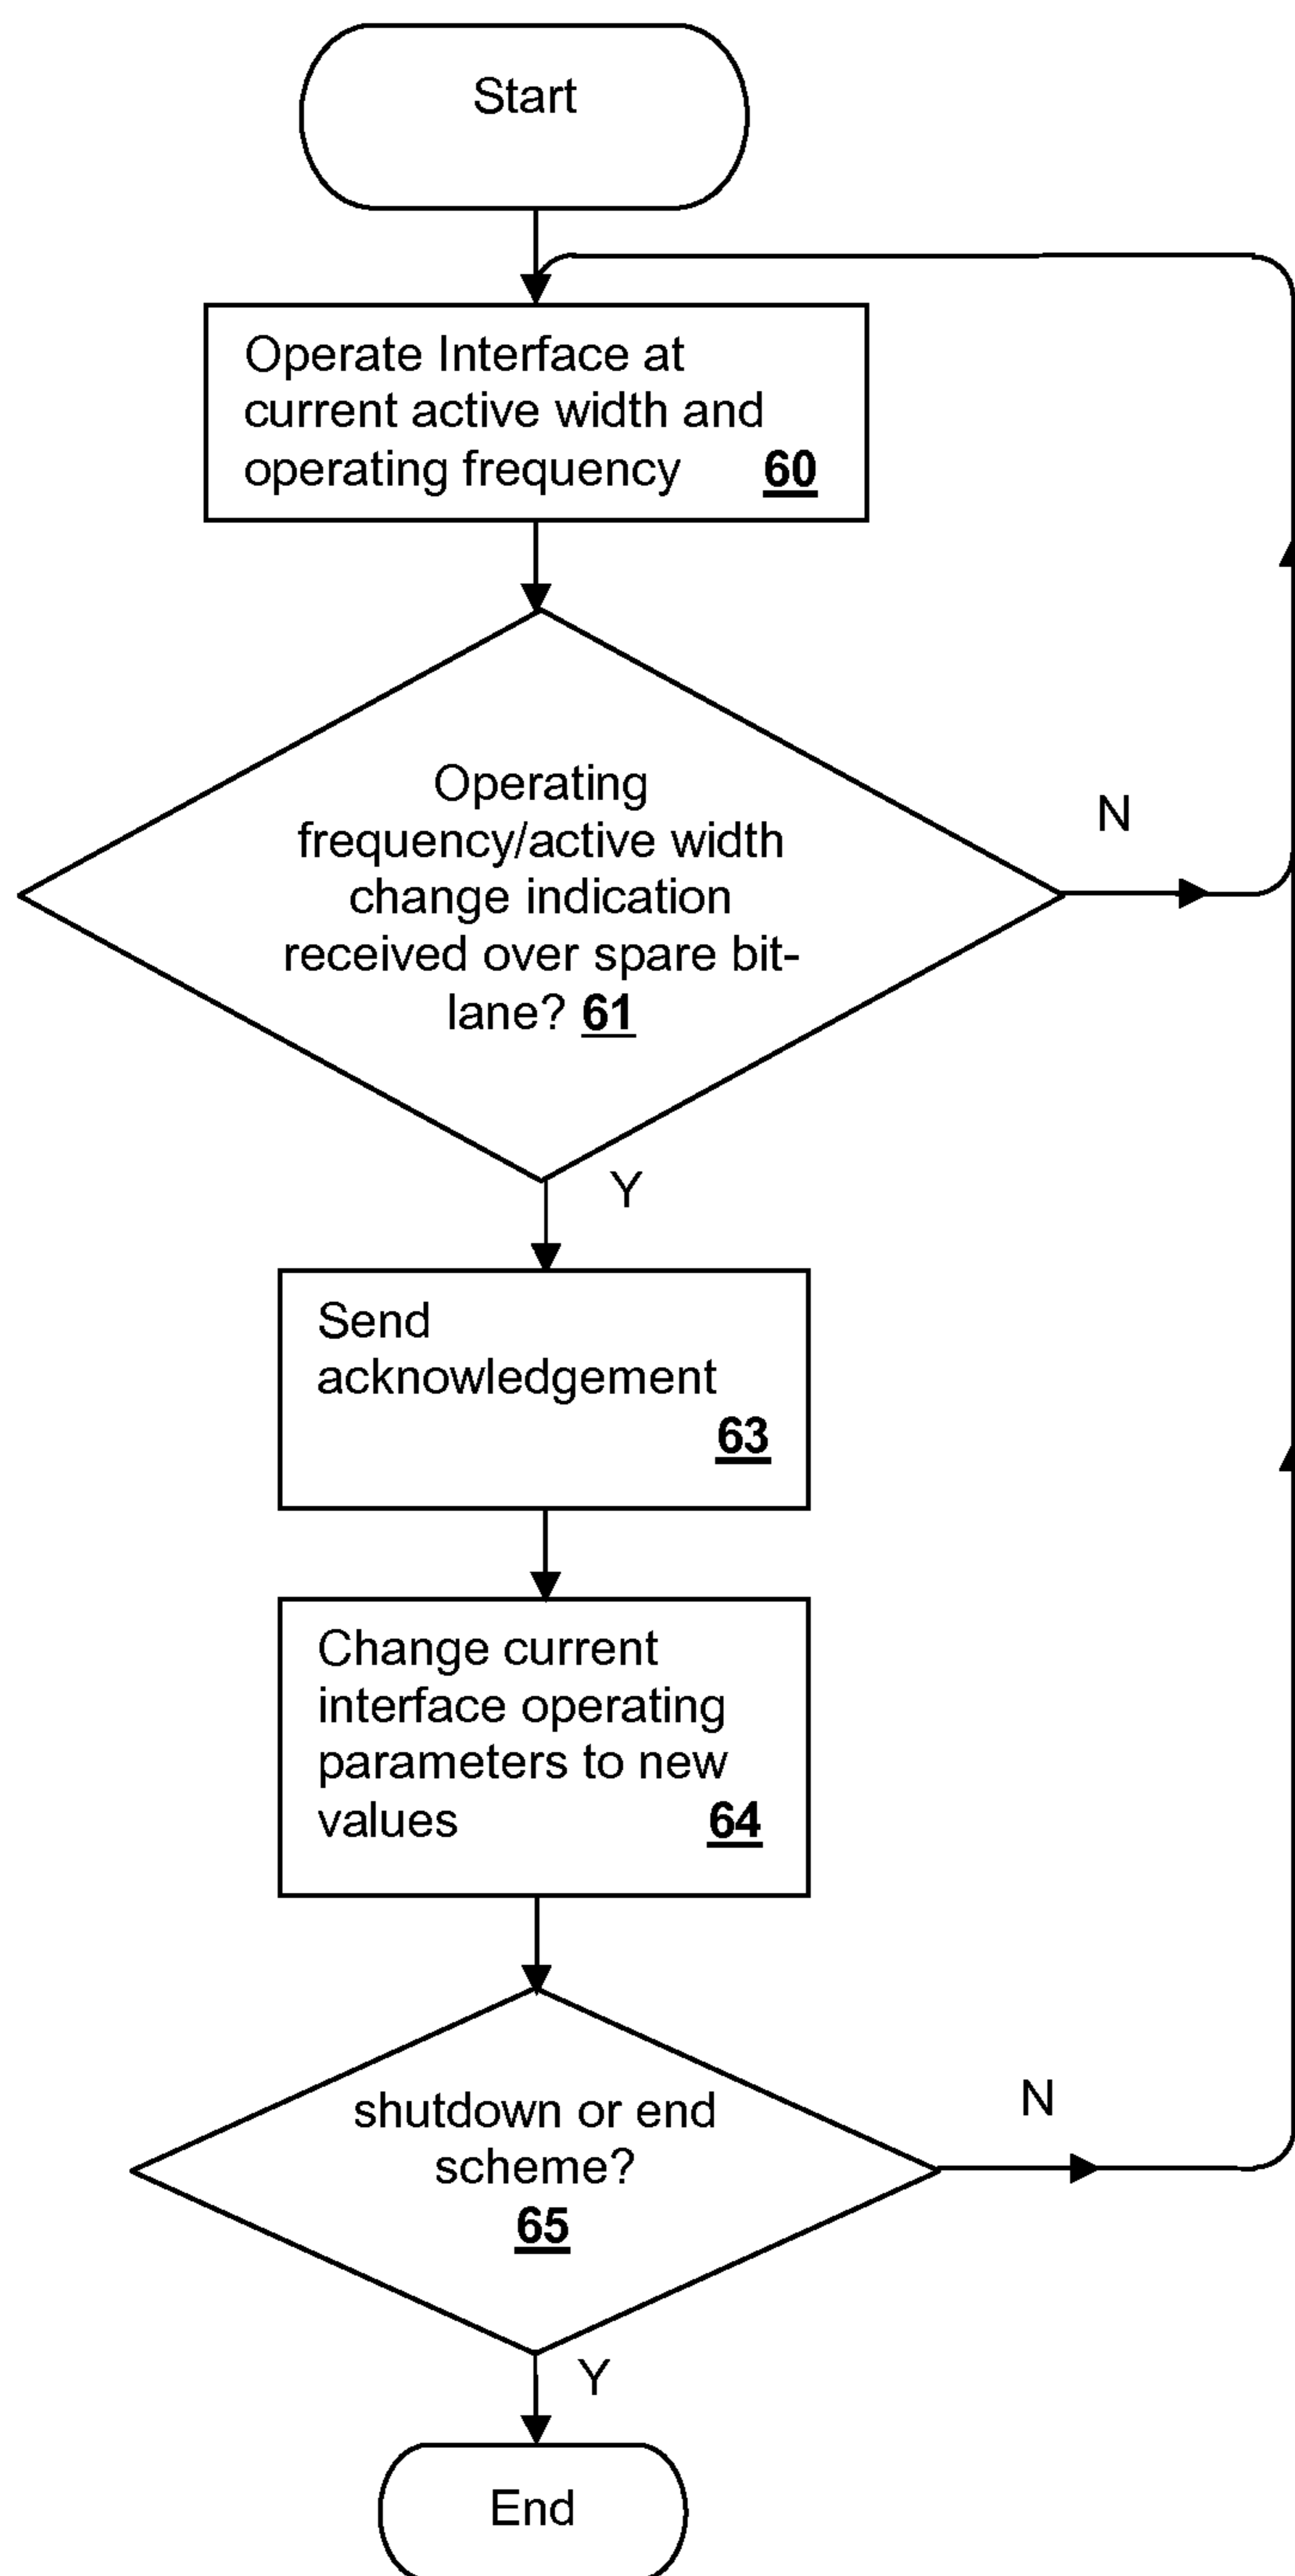 Start
Operate Interface at
current active width and
operating frequency 60
Operating
frequency/active width
change indication
received over spare bit-
lane? 61
N
Y
Send
acknowledgement
63
Change current
interface operating
parameters to new
values 64
shutdown or end
scheme?
65
N
Y
End